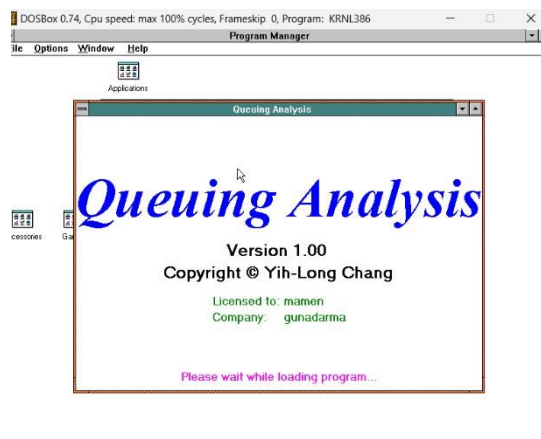 DOSBox 0.74, Cpu speed: max 100% cycles, Frameskip 0, Program: KRNL386
Program Manager
ile Options Window Help
Applications
Queuing Analysis
Queuing Analysis
cessories Ga
Version 1.00
Copyright © Yih-Long Chang
Licensed to: mamen
Company: gunadarma
Please wait while loading program...